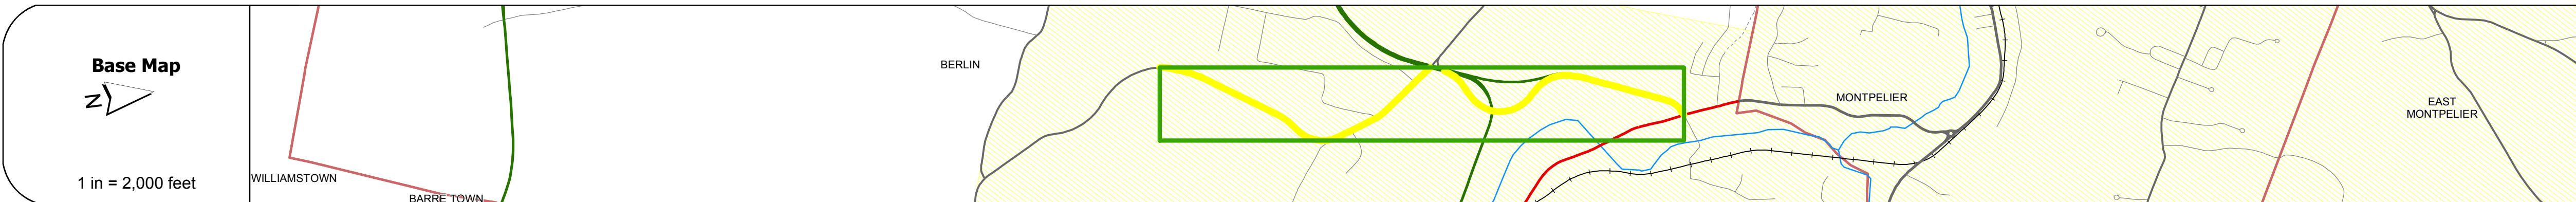 Base Map
N
1 in = 2,000 feet
WILLIAMSTOWN
BARRE TOWN
BERLIN
MONTPELIER
EAST
MONTPELIER